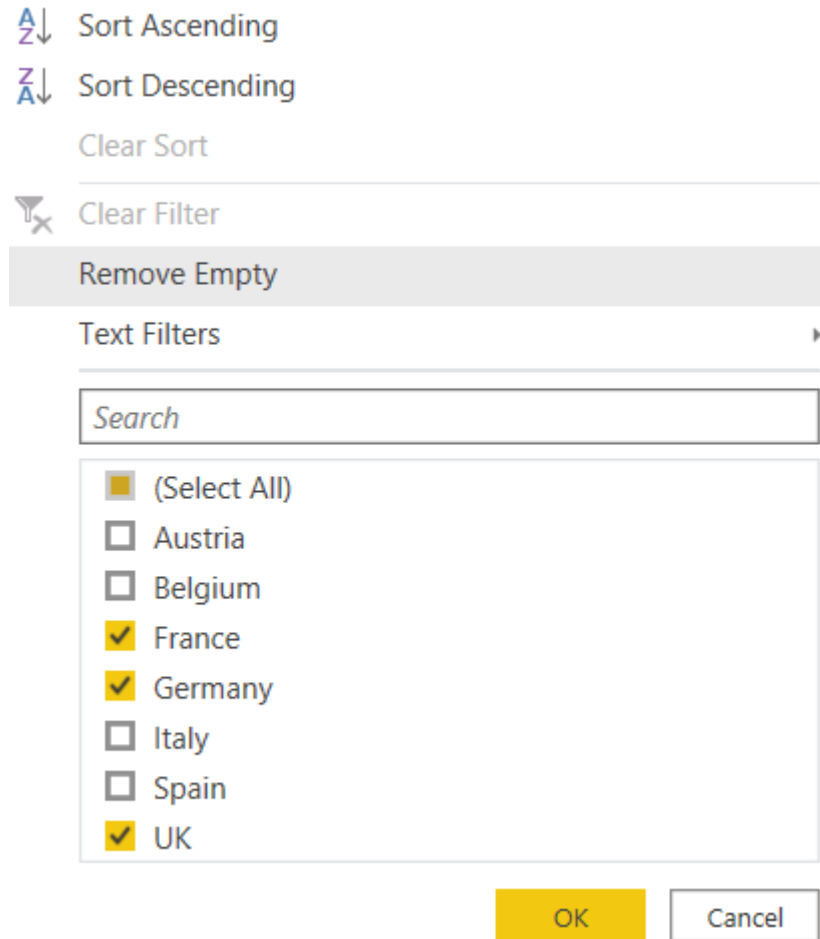 Sort Ascending
Sort Descending
Clear Sort
Clear Filter
Remove Empty
Text Filters
Search
(Select All)
Austria
Belgium
France
Germany
Italy
Spain
UK
OK Cancel